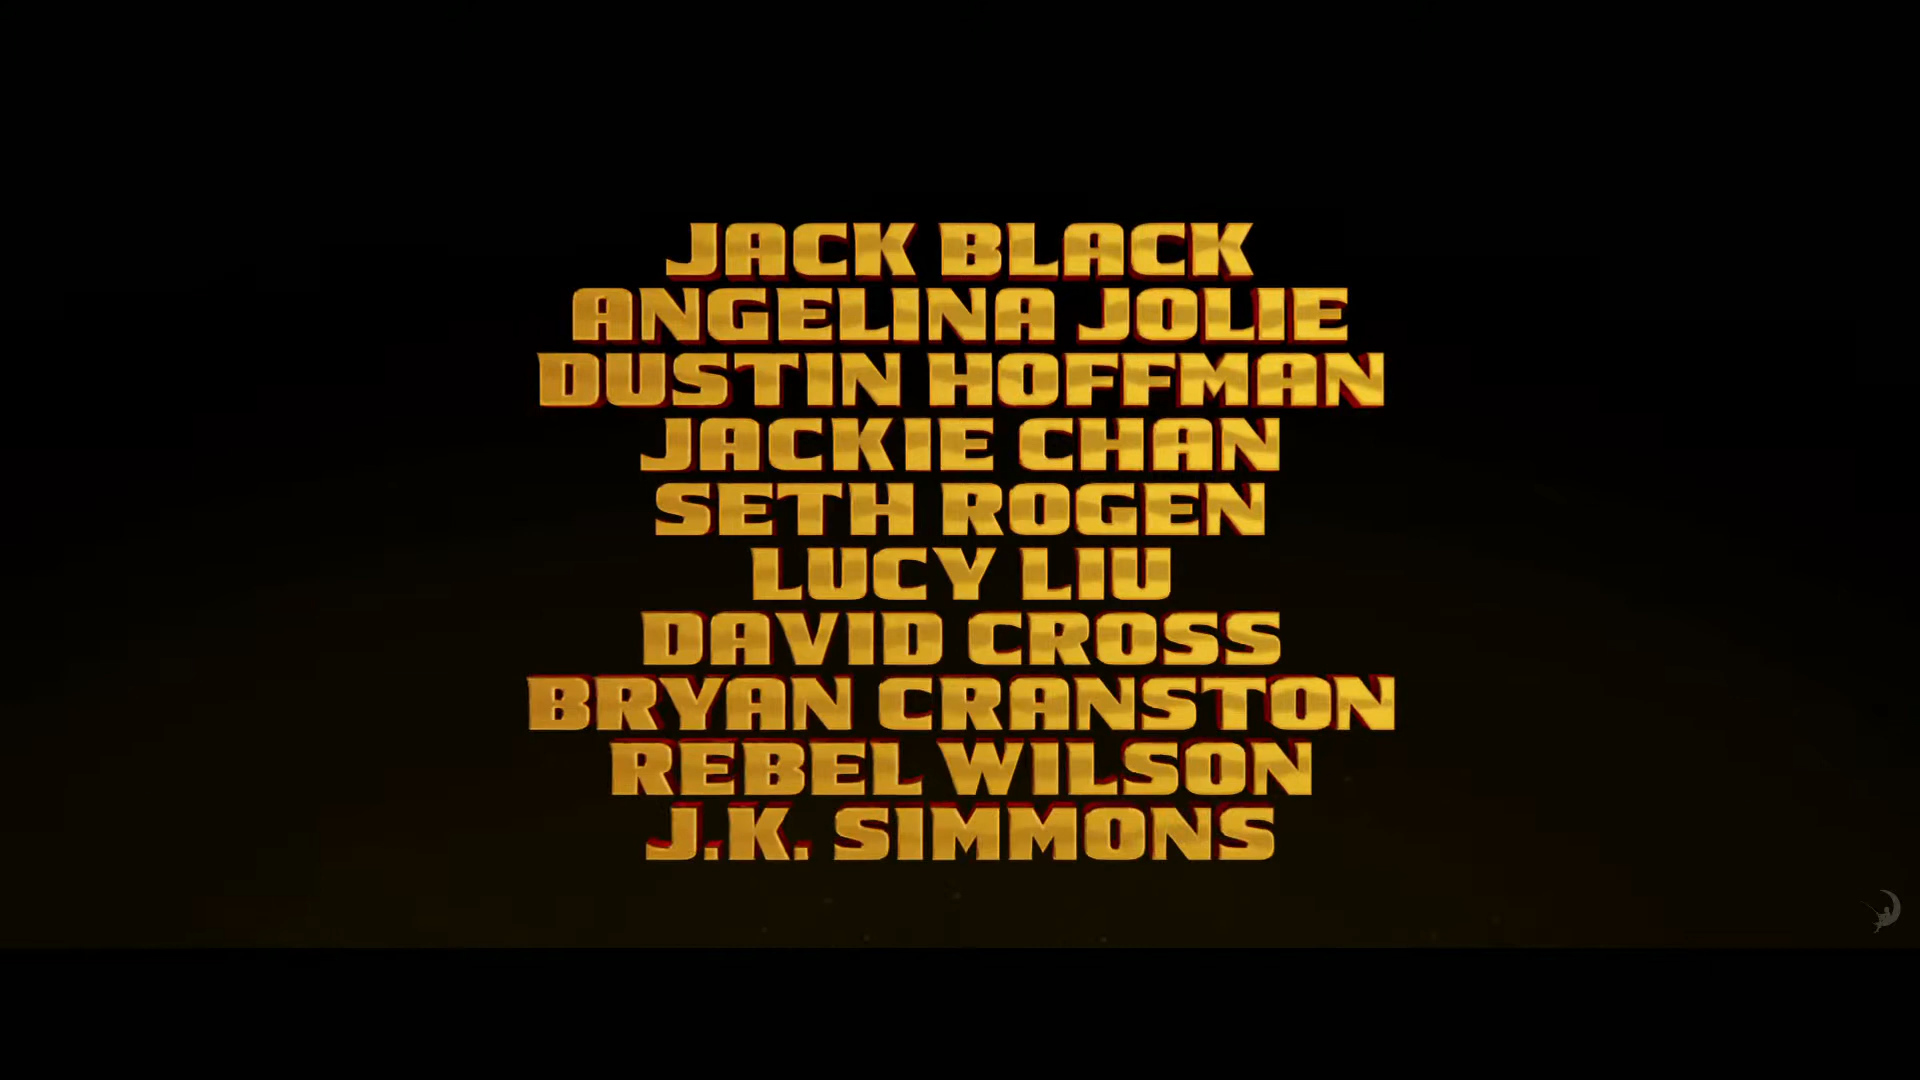 JACK BLACK
ANGELINA JOLIE
DUSTIN HOFFMAN
JACKIE CHAN
SETH ROGEN
LUCY LIU
DAVID CROSS
BRYAN CRANSTON
REBEL WILSON
J.K. SIMMONS